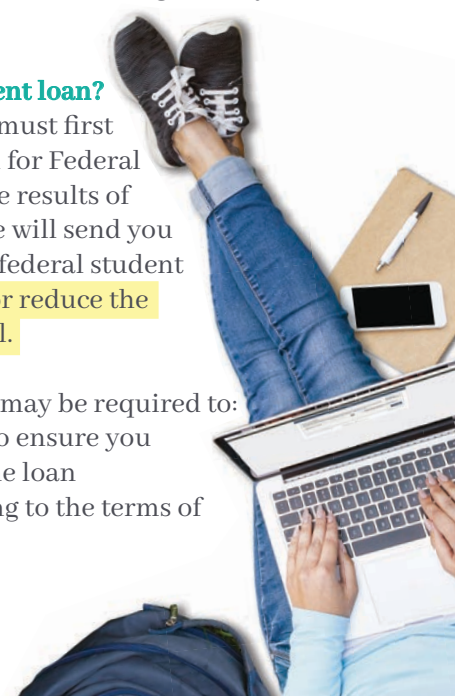 ent loan?
must first
for Federal
e results of
e will send you
federal student
or reduce the
l.
may be required to:
o ensure you
e loan
ng to the terms of